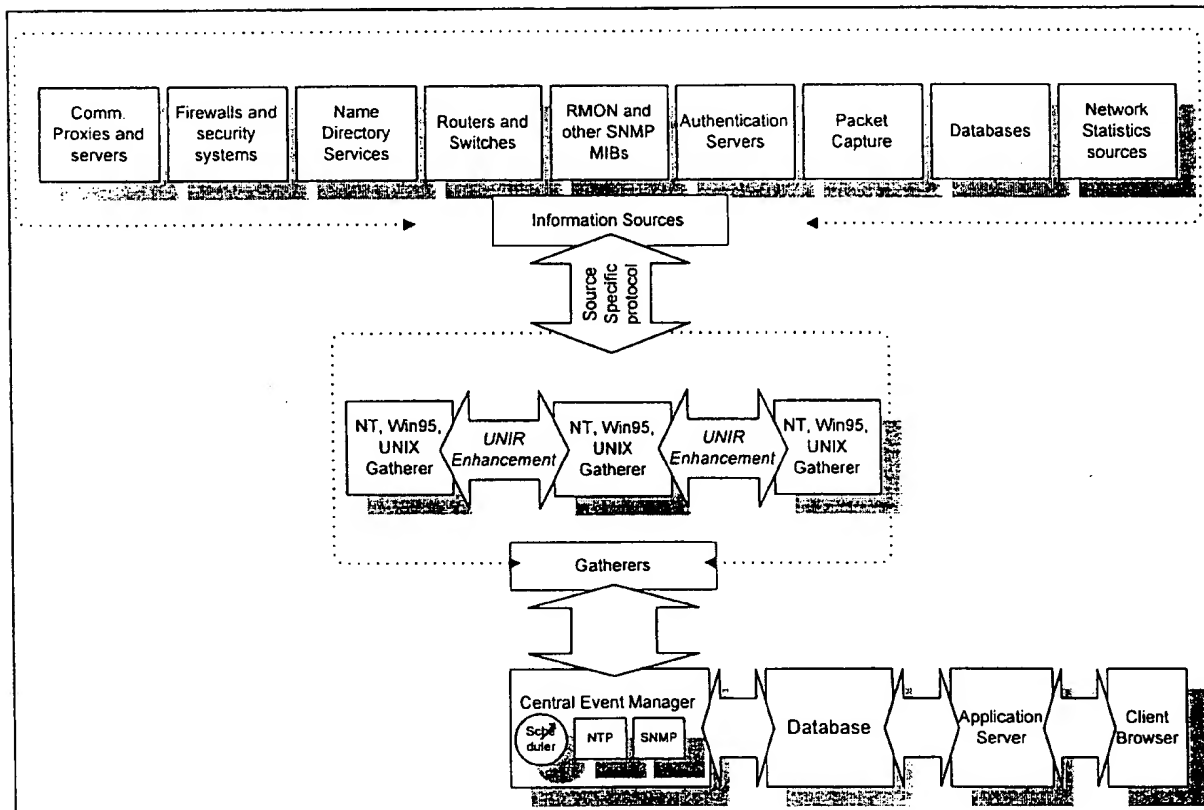 Comm.
Proxies and
servers
Firewalls and
security
systems
Name
Directory
Services
Routers and
Switches
RMON and
other SNMP
MIBs
Authentication
Servers
Packet
Capture
Databases
Network
Statistics
sources
Information Sources
Source
Specific
protocol
NT, Win95,
UNIX
Gatherer
UNIR
Enhancement
NT, Win95,
UNIX
Gatherer
UNIR
Enhancement
NT, Win95,
UNIX
Gatherer
Gatherers
Central Event Manager
Sche
duler
NTP
SNMP
Database
Application
Server
Client
Browser